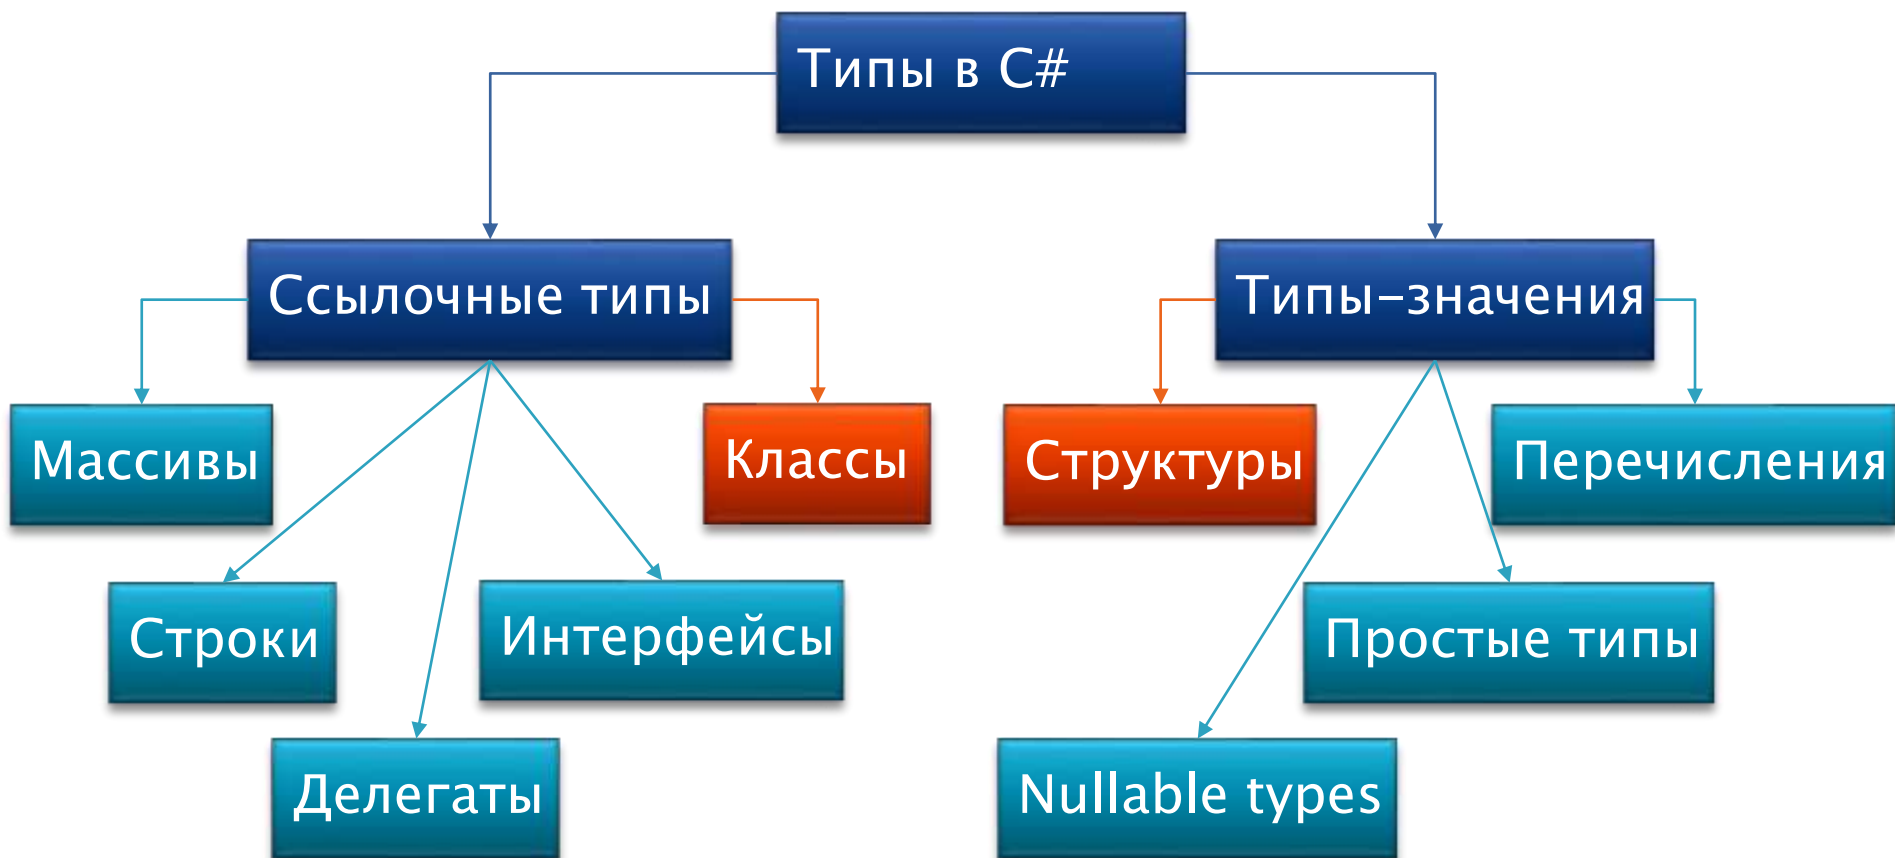 Типы в C#
Ссылочные типы
Типы-значения
Массивы
Классы
Структуры
Перечисления
Строки
Интерфейсы
Простые типы
Делегаты
Nullable types